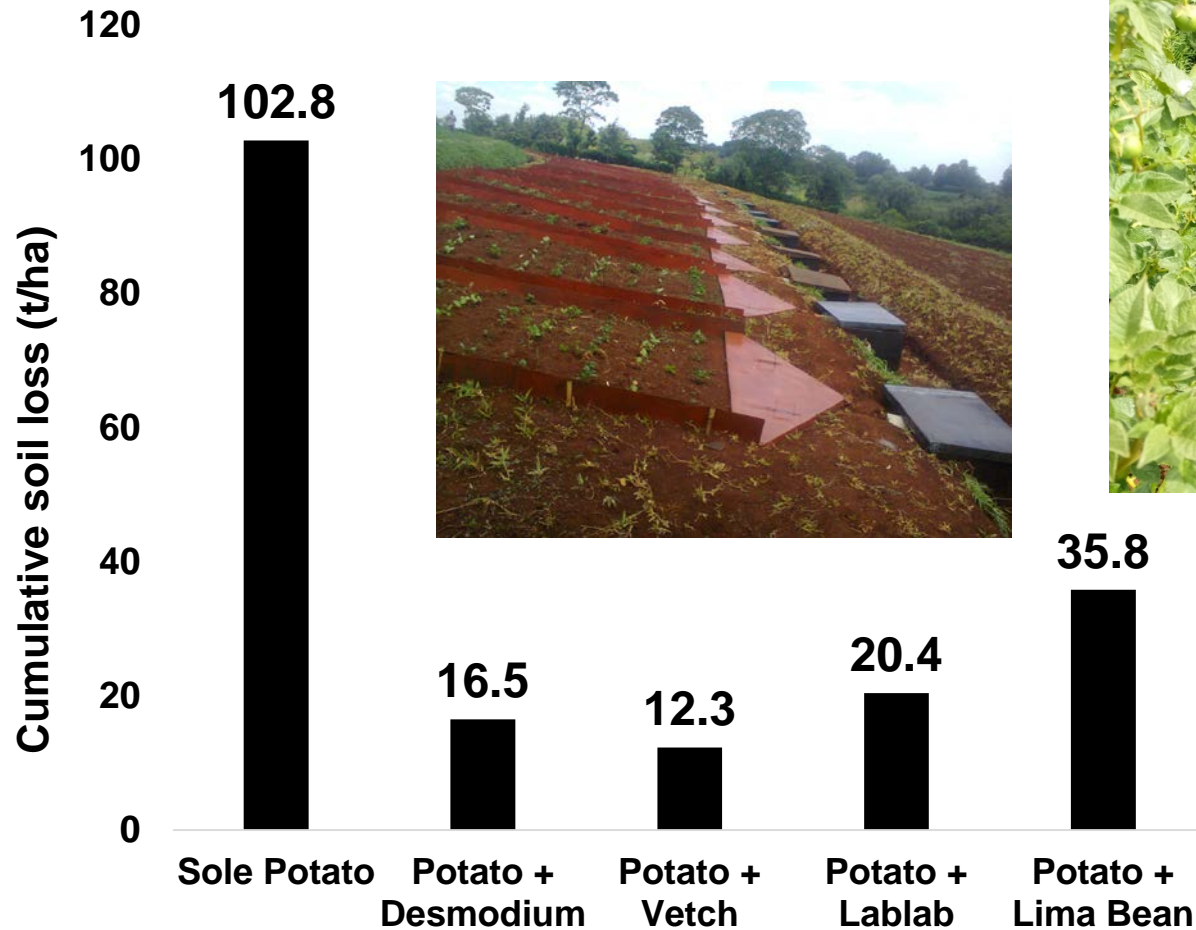 Cumulative soil loss (t/ha)
120
100
80
60
40
20
0
102.8
16.5
12.3
20.4
35.8
Sole Potato
Potato +
Desmodium
Potato +
Vetch
Potato +
Lablab
Potato +
Lima Bean